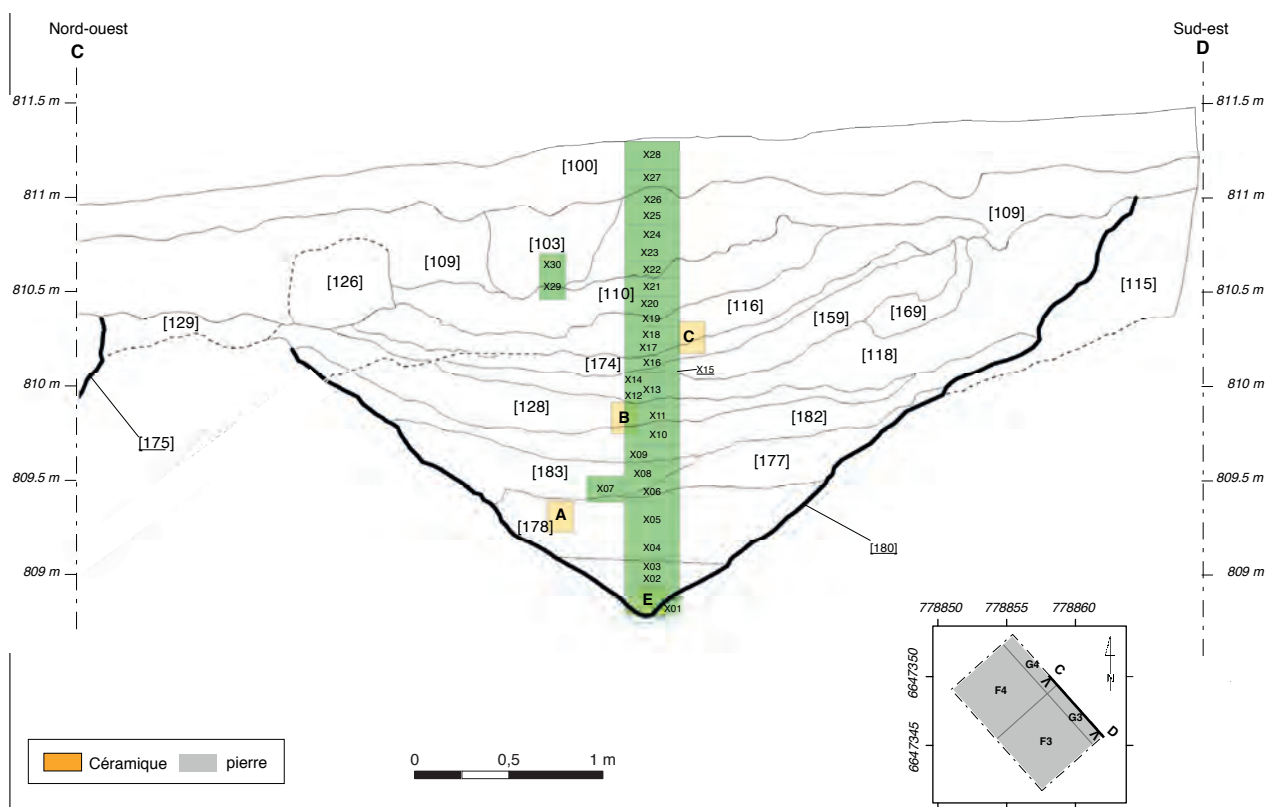 Nord-ouest
C
Sud-est
D
811.5 m
811.5 m
X28
[100]
X27
811 m
811 m
X26
X25
[109]
X24
[103]
X23
[109]
X30
X22
[126]
X29
X21
[115]
[110]
810.5 m
810.5 m
X20
[116]
[169]
[159]
X19
[129]
X18
C
X17
[118]
[174]
X16
X15
X14
X13
810 m
810 m
X12
[128]
B
X11
[182]
X10
[175]
X09
[177]
[183]
X08
809.5 m
809.5 m
X07
X06
A
X05
[178]
X04
[180]
X03
809 m
809 m
X02
E
X01
778850
778855
778860
6647350
6647345
G4
C
N
F4
G3
D
F3
Céramique
pierre
0
0,5
1 m